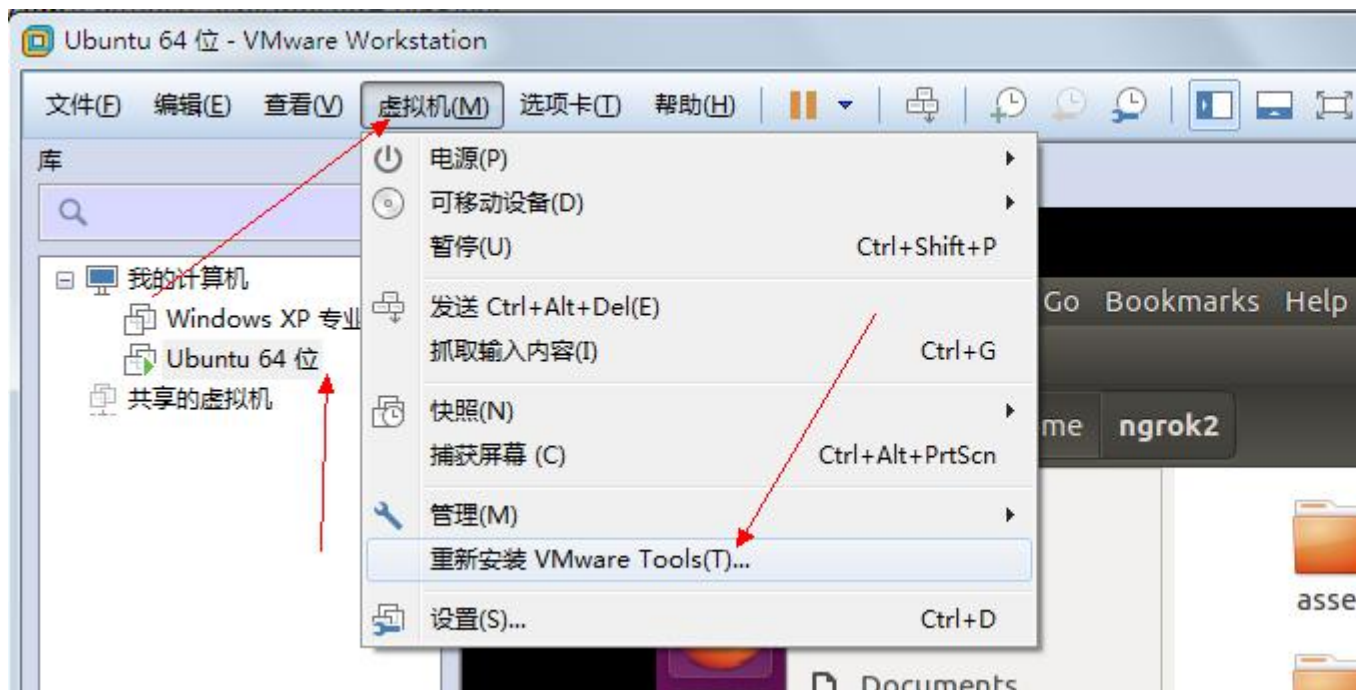 Ubuntu 64 位 - VMware Workstation
文件(F) 编辑(E) 查看(V) 虚拟机(M) 选项卡(T) 帮助(H)
库
我的计算机
Windows XP 专业
Ubuntu 64 位
共享的虚拟机
电源(P)
可移动设备(D)
暂停(U) Ctrl+Shift+P
发送 Ctrl+Alt+Del(E)
抓取输入内容(I) Ctrl+G
快照(N)
捕获屏幕 (C) Ctrl+Alt+PrtScn
管理(M)
重新安装 VMware Tools(T)...
设置(S)... Ctrl+D
Go Bookmarks Help
me ngrok2
asse
Documents